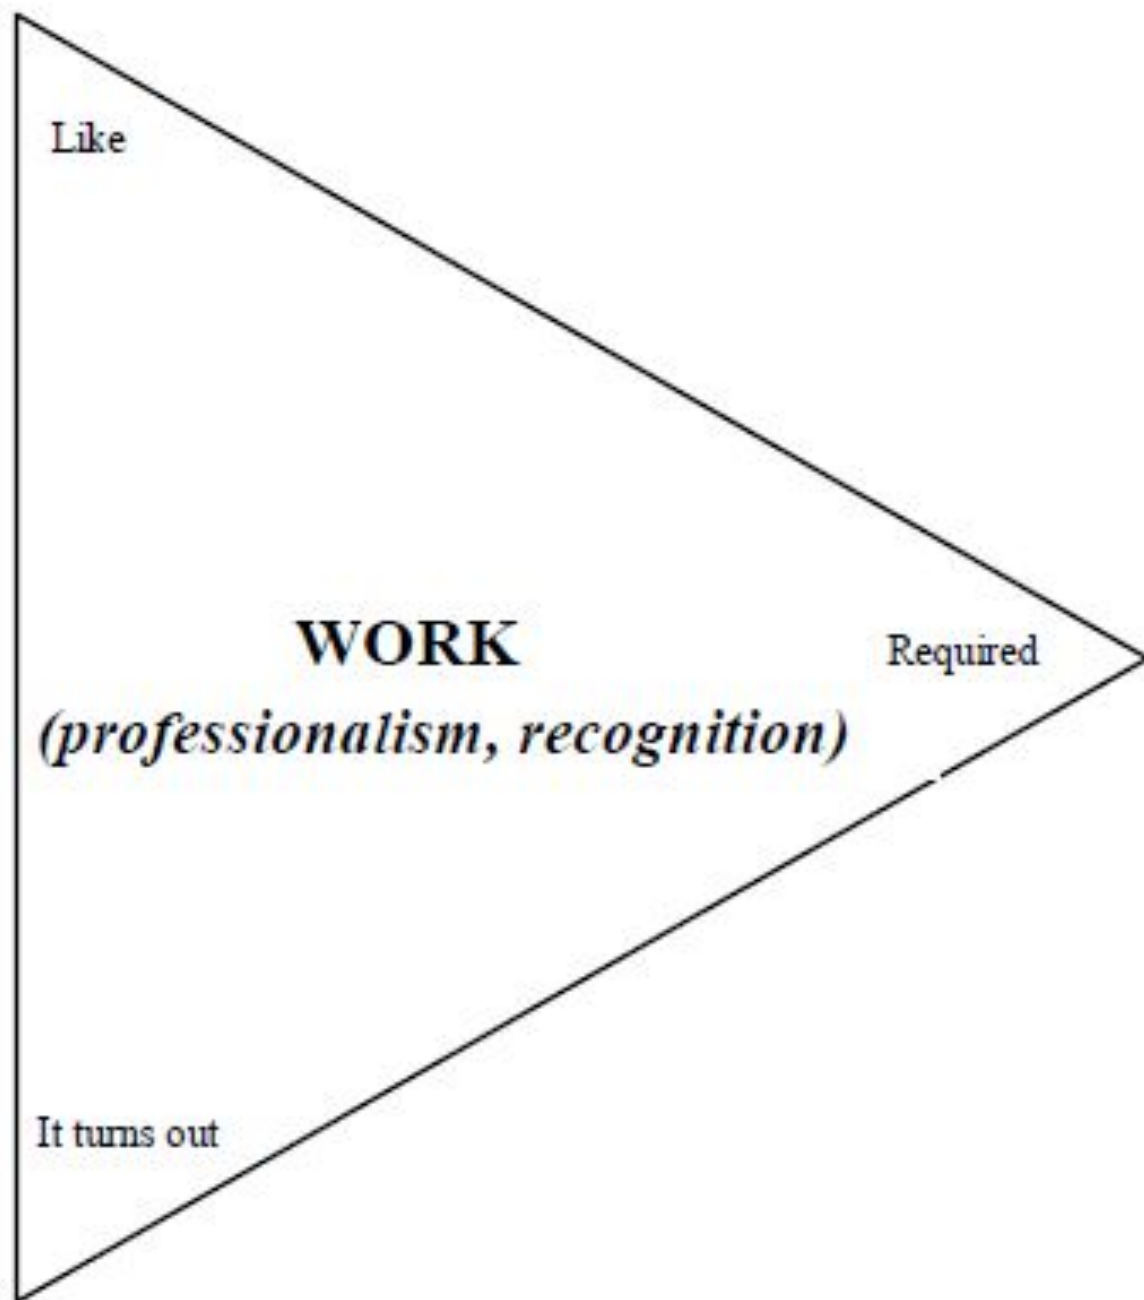 Like
WORK
Required
(professionalism, recognition)
It turns out